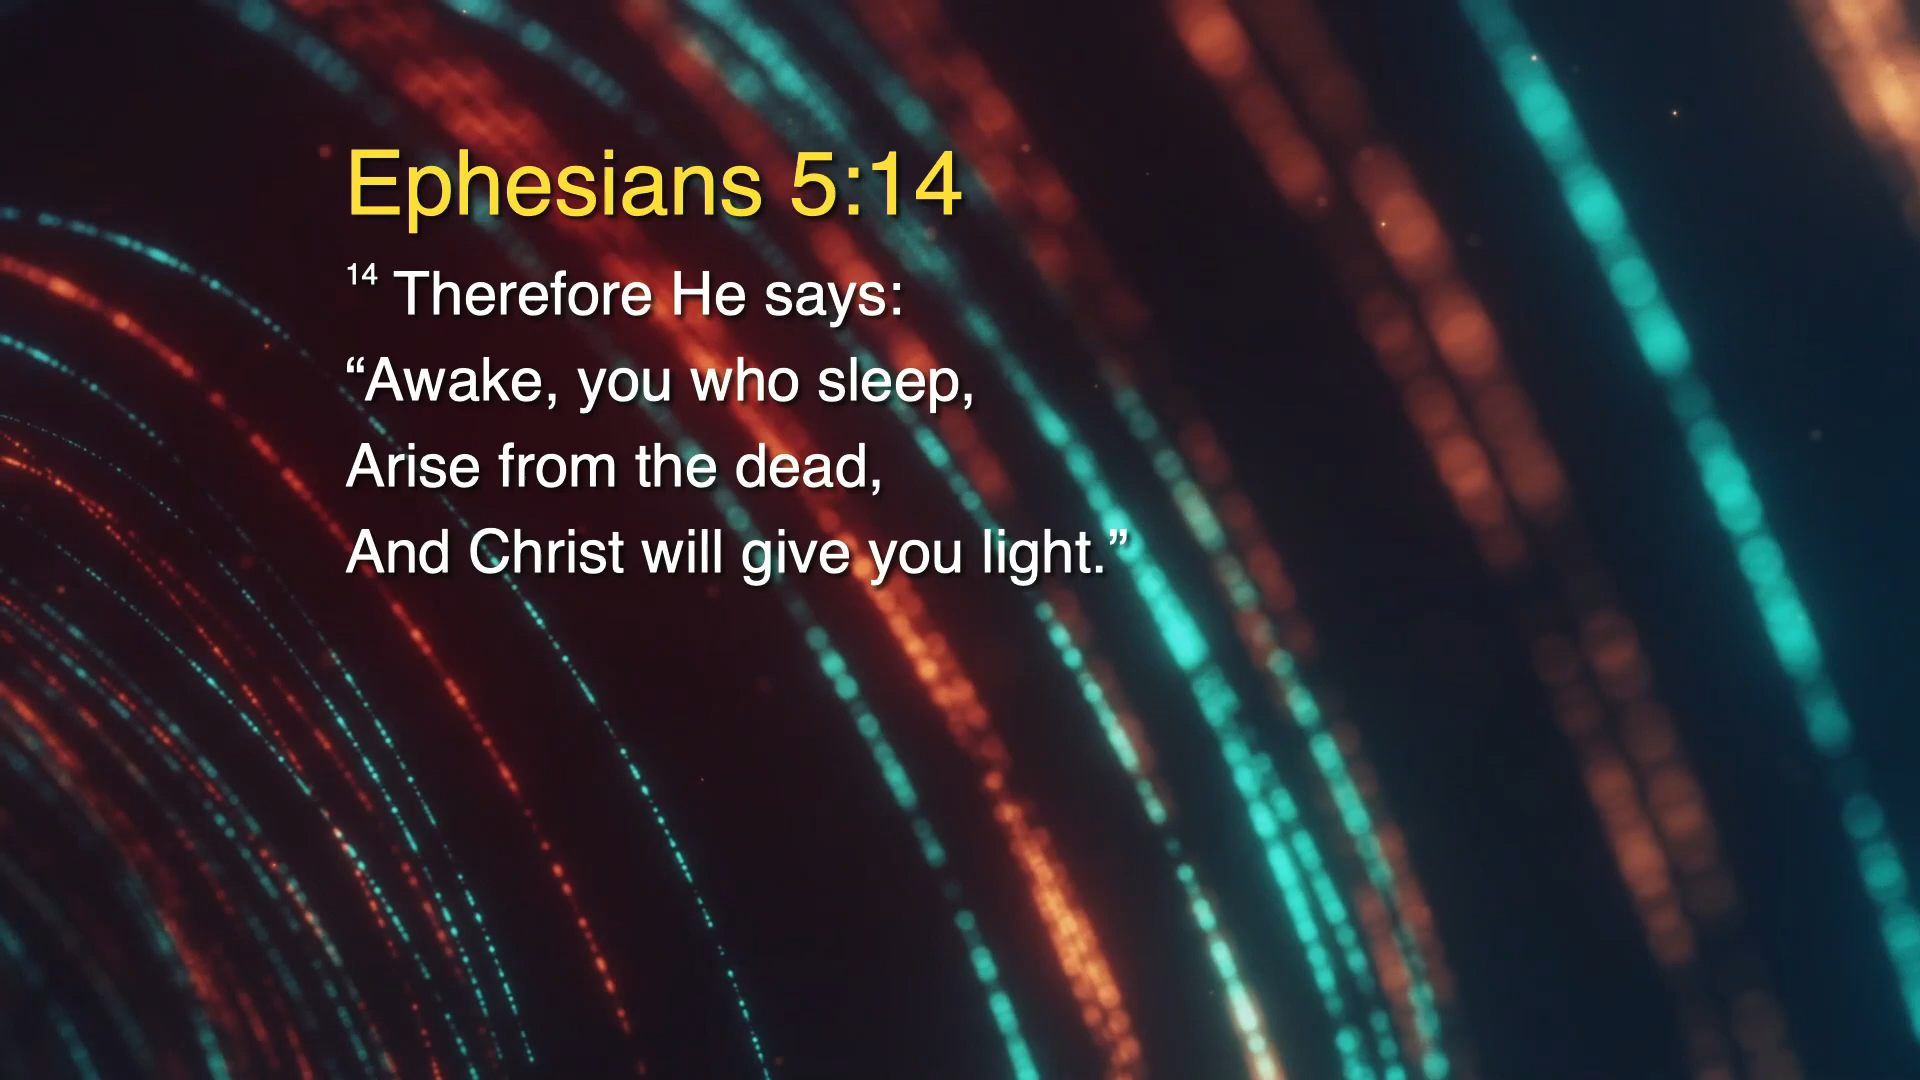 Ephesians 5:14
14 Therefore He says:
“Awake, you who sleep,
Arise from the dead,
And Christ will give you light.”